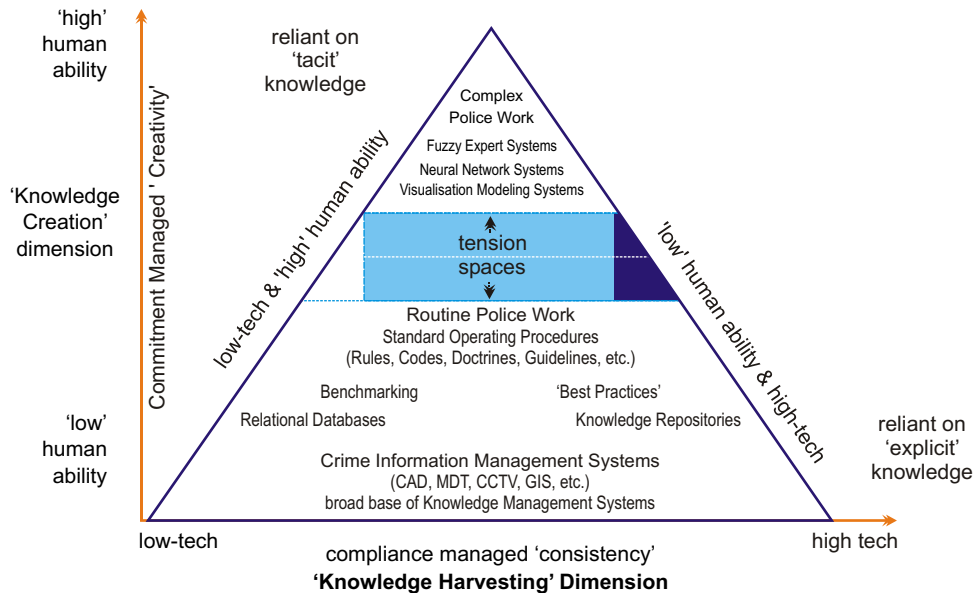 ‘high’
human
ability
reliant on
‘tacit’
knowledge
Commitment Managed ' Creativity'
‘Knowledge
Creation’
dimension
‘low’
human
ability
low-tech & 'high' human ability
Complex
Police Work
Fuzzy Expert Systems
Neural Network Systems
Visualisation Modeling Systems
tension
spaces
'low' human ability & high-tech
Routine Police Work
Standard Operating Procedures
(Rules, Codes, Doctrines, Guidelines, etc.)
Benchmarking
‘Best Practices’
Relational Databases
Knowledge Repositories
Crime Information Management Systems
(CAD, MDT, CCTV, GIS, etc.)
broad base of Knowledge Management Systems
reliant on
‘explicit’
knowledge
low-tech
high tech
compliance managed ‘consistency’
‘Knowledge Harvesting’ Dimension